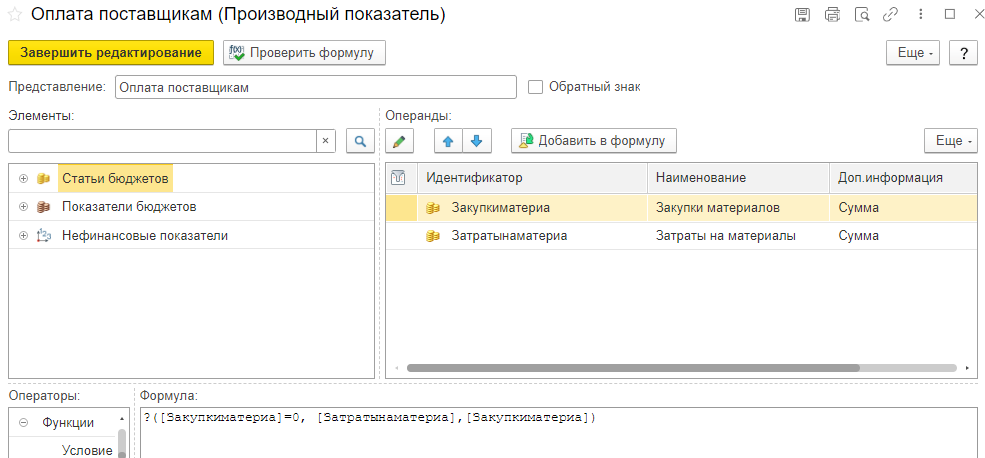 Оплата поставщикам (Производный показатель)
Завершить редактирование
Проверить формулу
Еще
?
Представление: Оплата поставщикам
Обратный знак
Элементы:
Операнды:
×
Добавить в формулу
Еще
Статьи бюджетов
Показатели бюджетов
Нефинансовые показатели
Идентификатор Наименование Доп.информация
Закупкиматериа Закупки материалов Сумма
Затратынаматериа Затраты на материалы Сумма
Операторы:
Функции
Условие
Формула:
?([Закупкиматериа]=0, [Затратынаматериа],[Закупкиматериа])